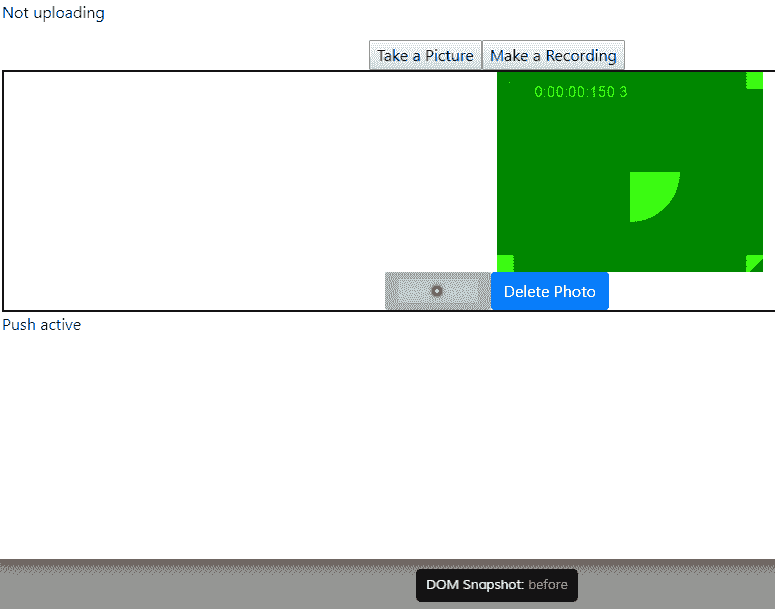 Not uploading
Take a Picture
Make a Recording
0:00:00:150 3
Delete Photo
Push active
DOM Snapshot: before